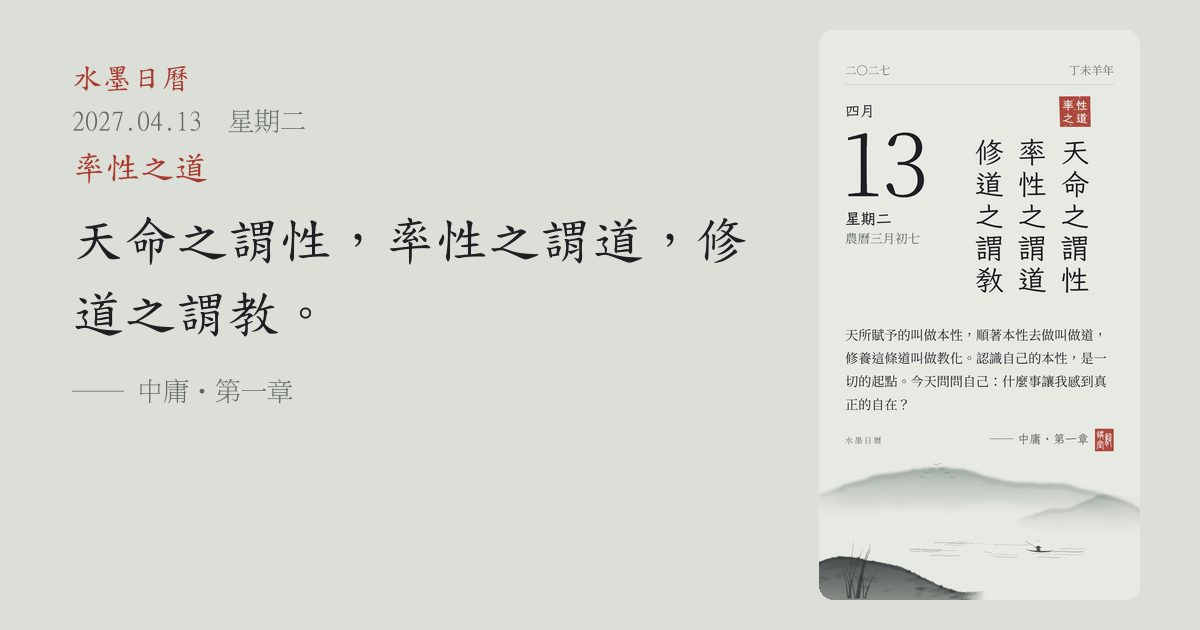 水墨日曆
2027.04.13 星期二
率性之道
天命之謂性，率性之謂道，修
道之謂教。
—— 中庸・第一章
二〇二七
丁未羊年
四月
13
星期二
農曆三月初七
率性之道
天命之謂性
率性之謂道
修道之謂教
天所賦予的叫做本性，順著本性去做叫做道，
修養這條道叫做教化。認識自己的本性，是一
切的起點。今天問問自己：什麼事讓我感到真
正的自在？
水墨日曆
—— 中庸・第一章